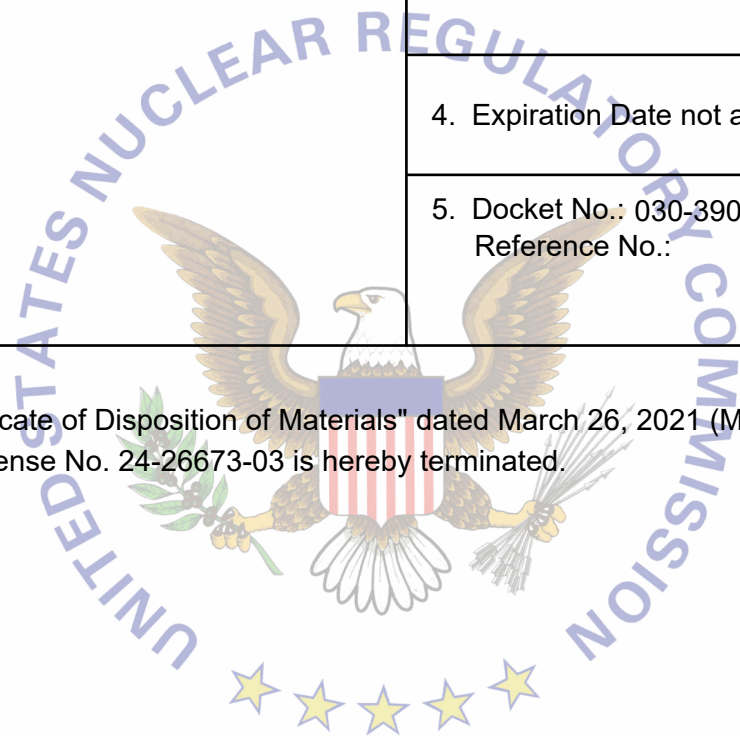 UNITED STATES NUCLEAR REGULATORY COMMISSION
4. Expiration Date not a
5. Docket No.: 030-390
Reference No.:
cate of Disposition of Materials" dated March 26, 2021 (M
ense No. 24-26673-03 is hereby terminated.